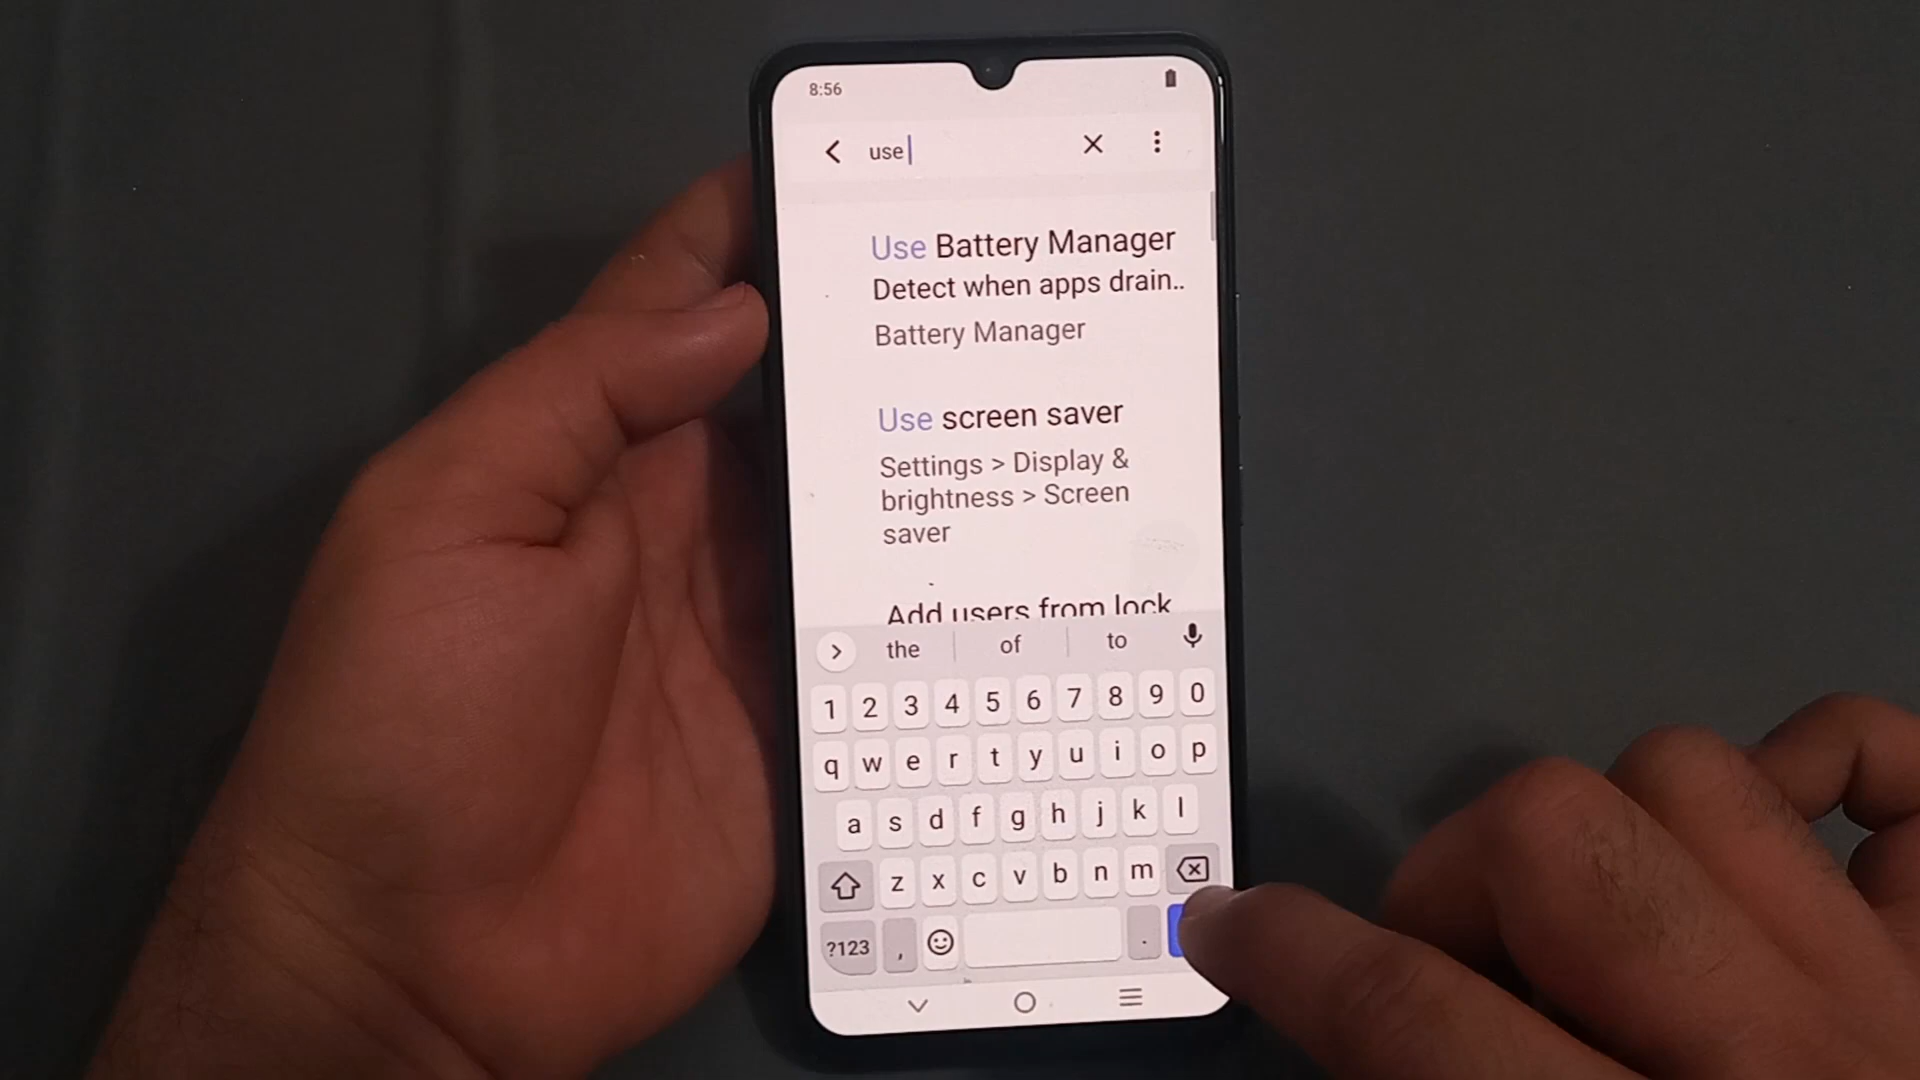 8:56
use
Use Battery Manager
Detect when apps drain..
Battery Manager
Use screen saver
Settings > Display &
brightness > Screen
saver
Add users from lock
the of to
1 2 3 4 5 6 7 8 9 0
q w e r t y u i o p
a s d f g h j k l
z x c v b n m
?123 , .